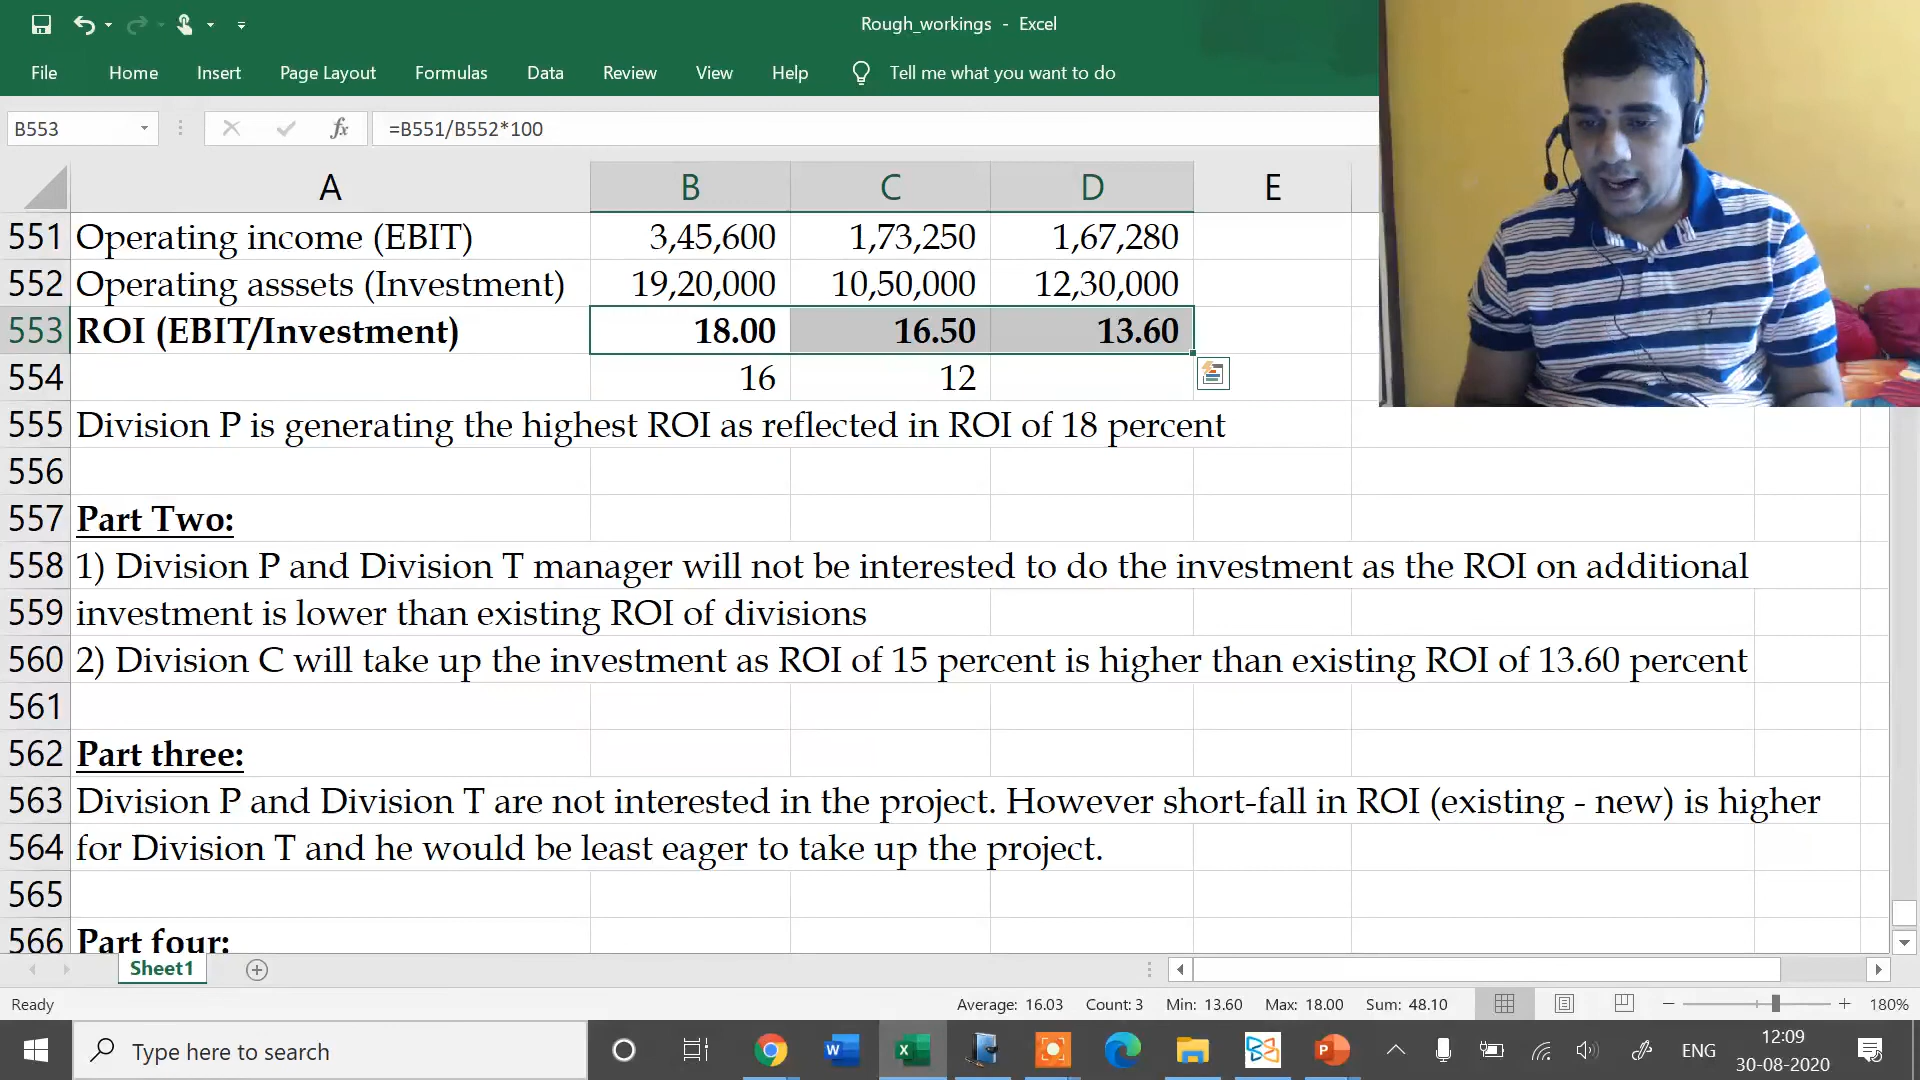 Rough_workings - Excel
File Home Insert Page Layout Formulas Data Review View Help Tell me what you want to do
B553 fx =B551/B552*100
A B C D E
551 Operating income (EBIT) 3,45,600 1,73,250 1,67,280
552 Operating asssets (Investment) 19,20,000 10,50,000 12,30,000
553 ROI (EBIT/Investment) 18.00 16.50 13.60
554 16 12
555 Division P is generating the highest ROI as reflected in ROI of 18 percent
556
557 Part Two:
558 1) Division P and Division T manager will not be interested to do the investment as the ROI on additional
559 investment is lower than existing ROI of divisions
560 2) Division C will take up the investment as ROI of 15 percent is higher than existing ROI of 13.60 percent
561
562 Part three:
563 Division P and Division T are not interested in the project. However short-fall in ROI (existing - new) is higher
564 for Division T and he would be least eager to take up the project.
565
566 Part four:
Sheet1
Ready Average: 16.03 Count: 3 Min: 13.60 Max: 18.00 Sum: 48.10 180%
Type here to search ENG 12:09
30-08-2020